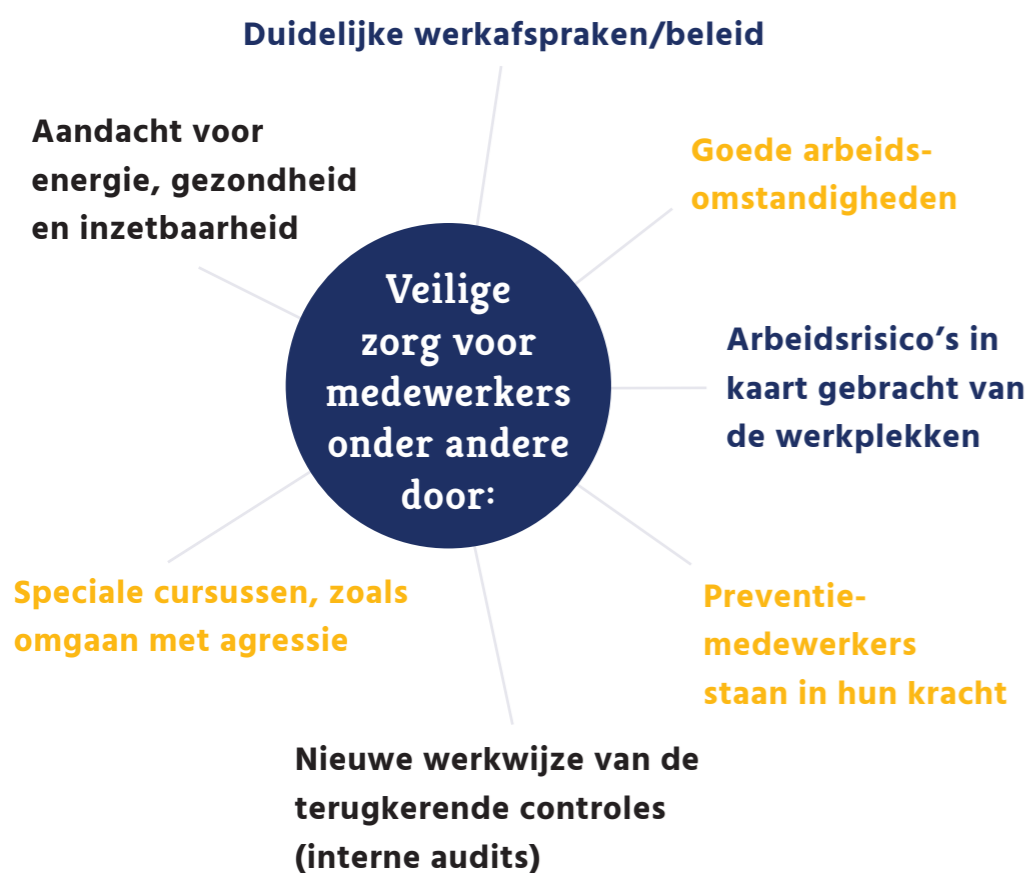 Duidelijke werkafspraken/beleid
Aandacht voor
energie, gezondheid
en inzetbaarheid
Goede arbeids-
omstandigheden
Veilige
zorg voor
medewerkers
onder andere
door:
Arbeidsrisico’s in
kaart gebracht van
de werkplekken
Speciale cursussen, zoals
omgaan met agressie
Preventie-
medewerkers
staan in hun kracht
Nieuwe werkwijze van de
terugkerende controles
(interne audits)